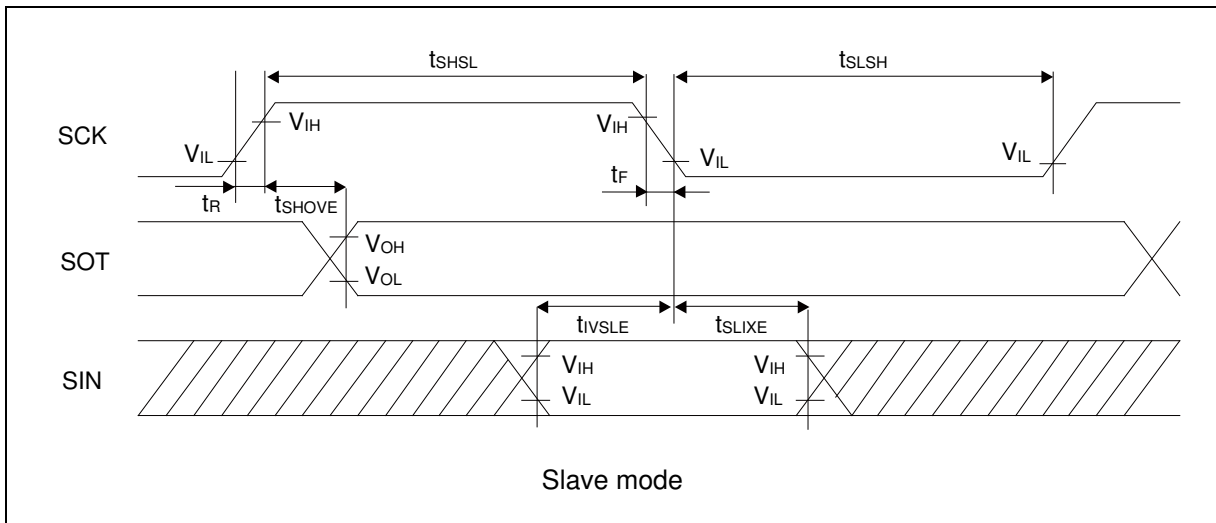 tSHSL tSLSH
SCK VIH VIH
VIL VIL VIL
tR tSHOVE tF
SOT VOH
VOL
tIVSLE tSLIXE
SIN VIH VIH
VIL VIL
Slave mode